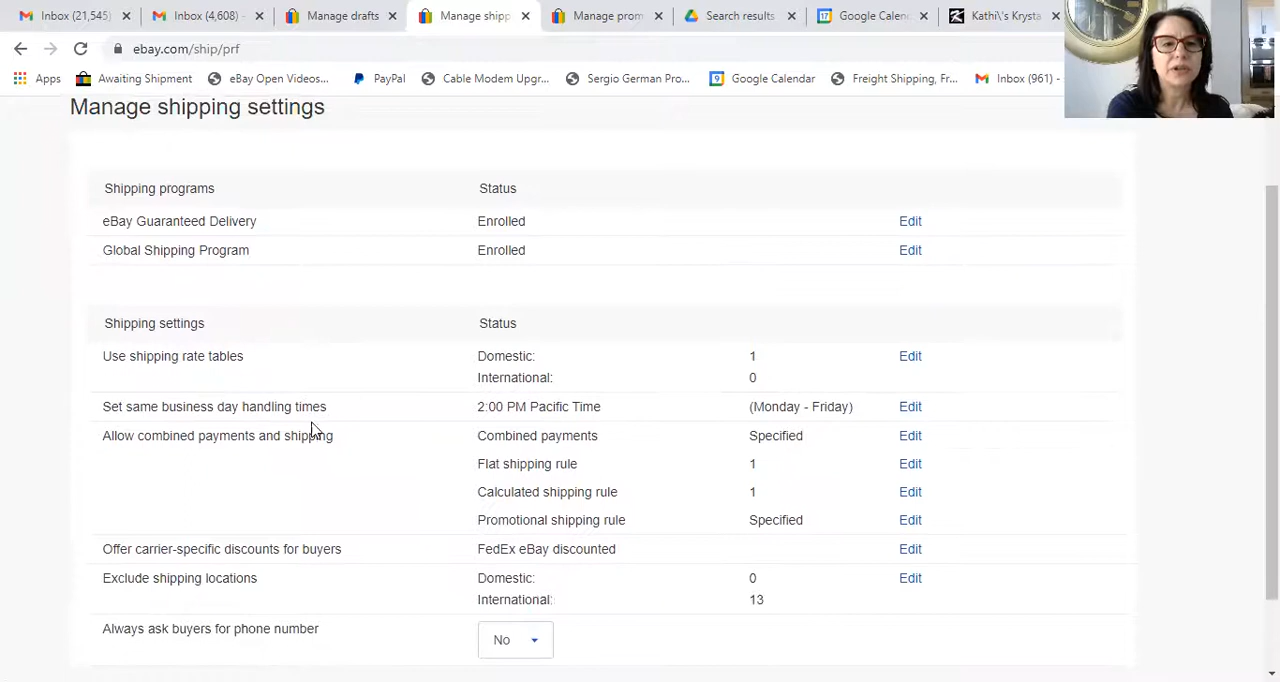 Inbox (21,545)
Inbox (4,608)
Manage drafts
Manage shipp
Manage prom
Search results
Google Calen
Kathi\'s Krysta
ebay.com/ship/prf
Apps
Awaiting Shipment
eBay Open Videos...
PayPal
Cable Modem Upgr...
Sergio German Pro...
Google Calendar
Freight Shipping, Fr...
Inbox (961) -
Manage shipping settings
Shipping programs Status
eBay Guaranteed Delivery Enrolled Edit
Global Shipping Program Enrolled Edit
Shipping settings Status
Use shipping rate tables Domestic: 1 Edit
International: 0
Set same business day handling times 2:00 PM Pacific Time (Monday - Friday) Edit
Allow combined payments and shipping Combined payments Specified Edit
Flat shipping rule 1 Edit
Calculated shipping rule 1 Edit
Promotional shipping rule Specified Edit
Offer carrier-specific discounts for buyers FedEx eBay discounted Edit
Exclude shipping locations Domestic: 0 Edit
International: 13
Always ask buyers for phone number No